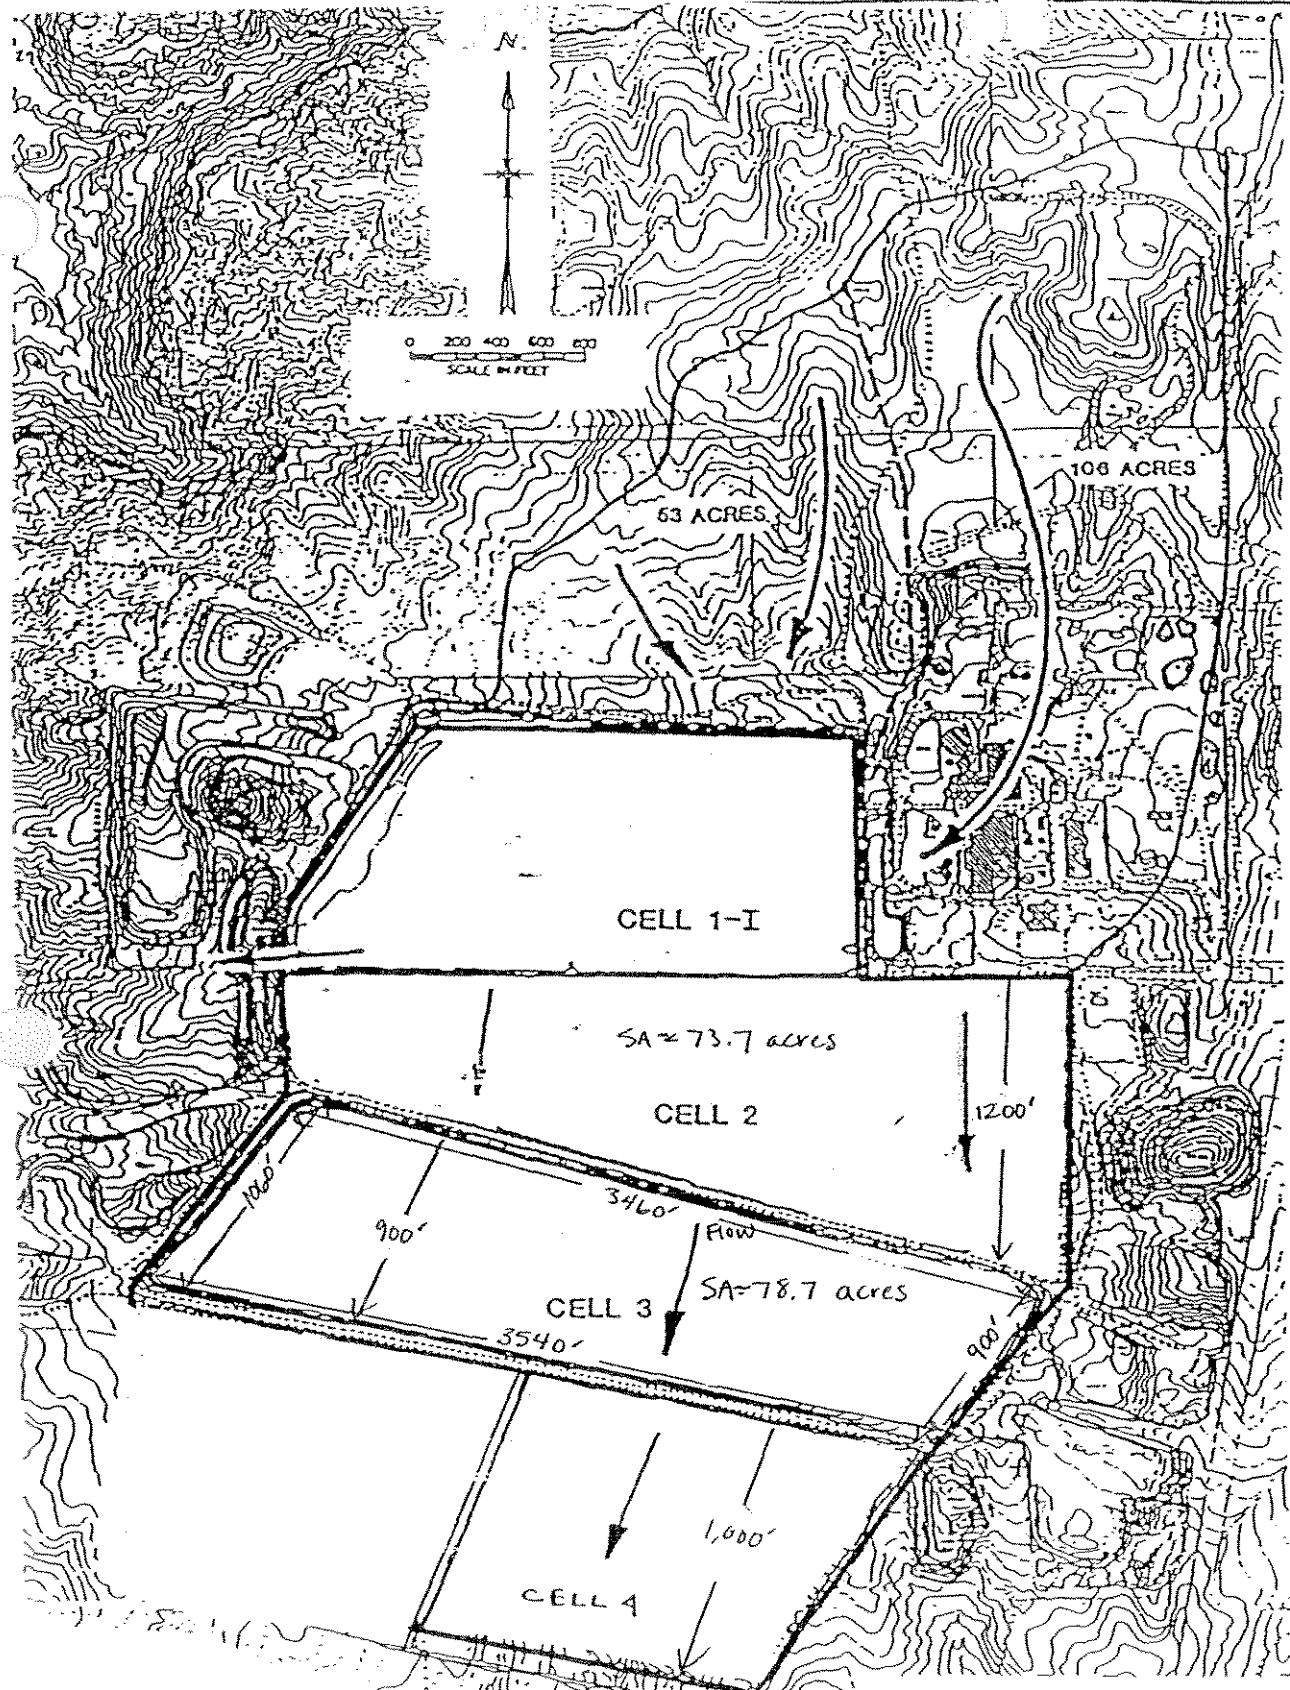 N.
0 200 400 600 800
SCALE IN FEET
106 ACRES
53 ACRES
CELL 1-I
SA ≈ 73.7 acres
CELL 2
1200'
1060'
3460'
900'
Flow
SA≈78.7 acres
CELL 3
3540'
900'
1,000'
CELL 4